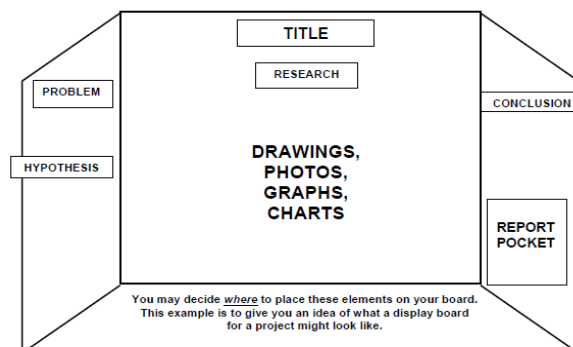 TITLE
RESEARCH
PROBLEM
HYPOTHESIS
DRAWINGS,
PHOTOS,
GRAPHS,
CHARTS
CONCLUSION
REPORT
POCKET
You may decide where to place these elements on your board.
This example is to give you an idea of what a display board
for a project might look like.